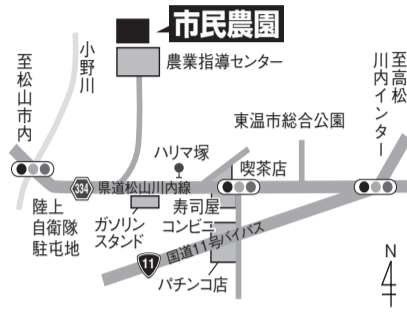 市民農園
農業指導センター
小野川
至松山市内
至高松
川内インター
東温市総合公園
ハリマ塚
喫茶店
334
県道松山川内線
陸上
自衛隊
駐屯地
ガソリン
スタンド
寿司屋
コンビニ
国道11号バイパス
11
パチンコ店
N
4